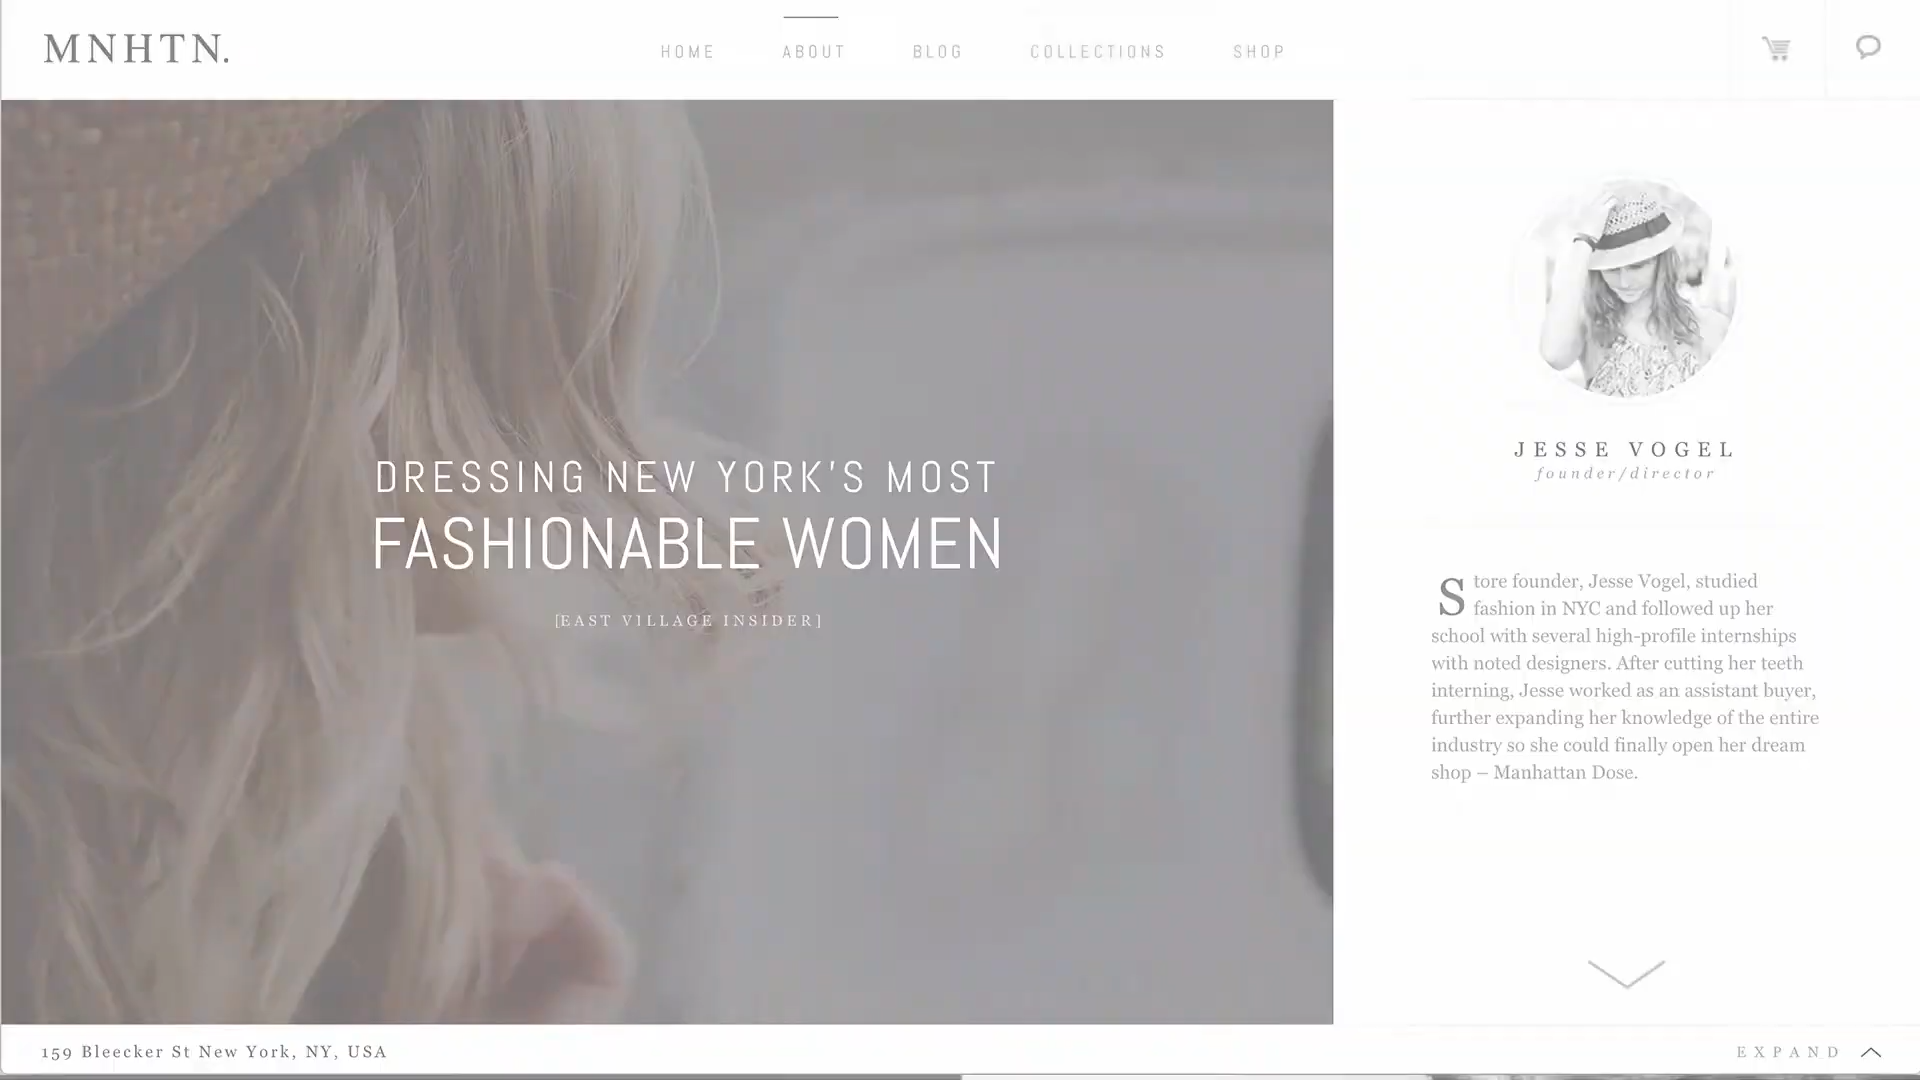 MNHTN.
HOME ABOUT BLOG COLLECTIONS SHOP
DRESSING NEW YORK'S MOST
FASHIONABLE WOMEN
[EAST VILLAGE INSIDER]
JESSE VOGEL
founder/director
Store founder, Jesse Vogel, studied
fashion in NYC and followed up her
school with several high-profile internships
with noted designers. After cutting her teeth
interning, Jesse worked as an assistant buyer,
further expanding her knowledge of the entire
industry so she could finally open her dream
shop – Manhattan Dose.
159 Bleecker St New York, NY, USA
EXPAND